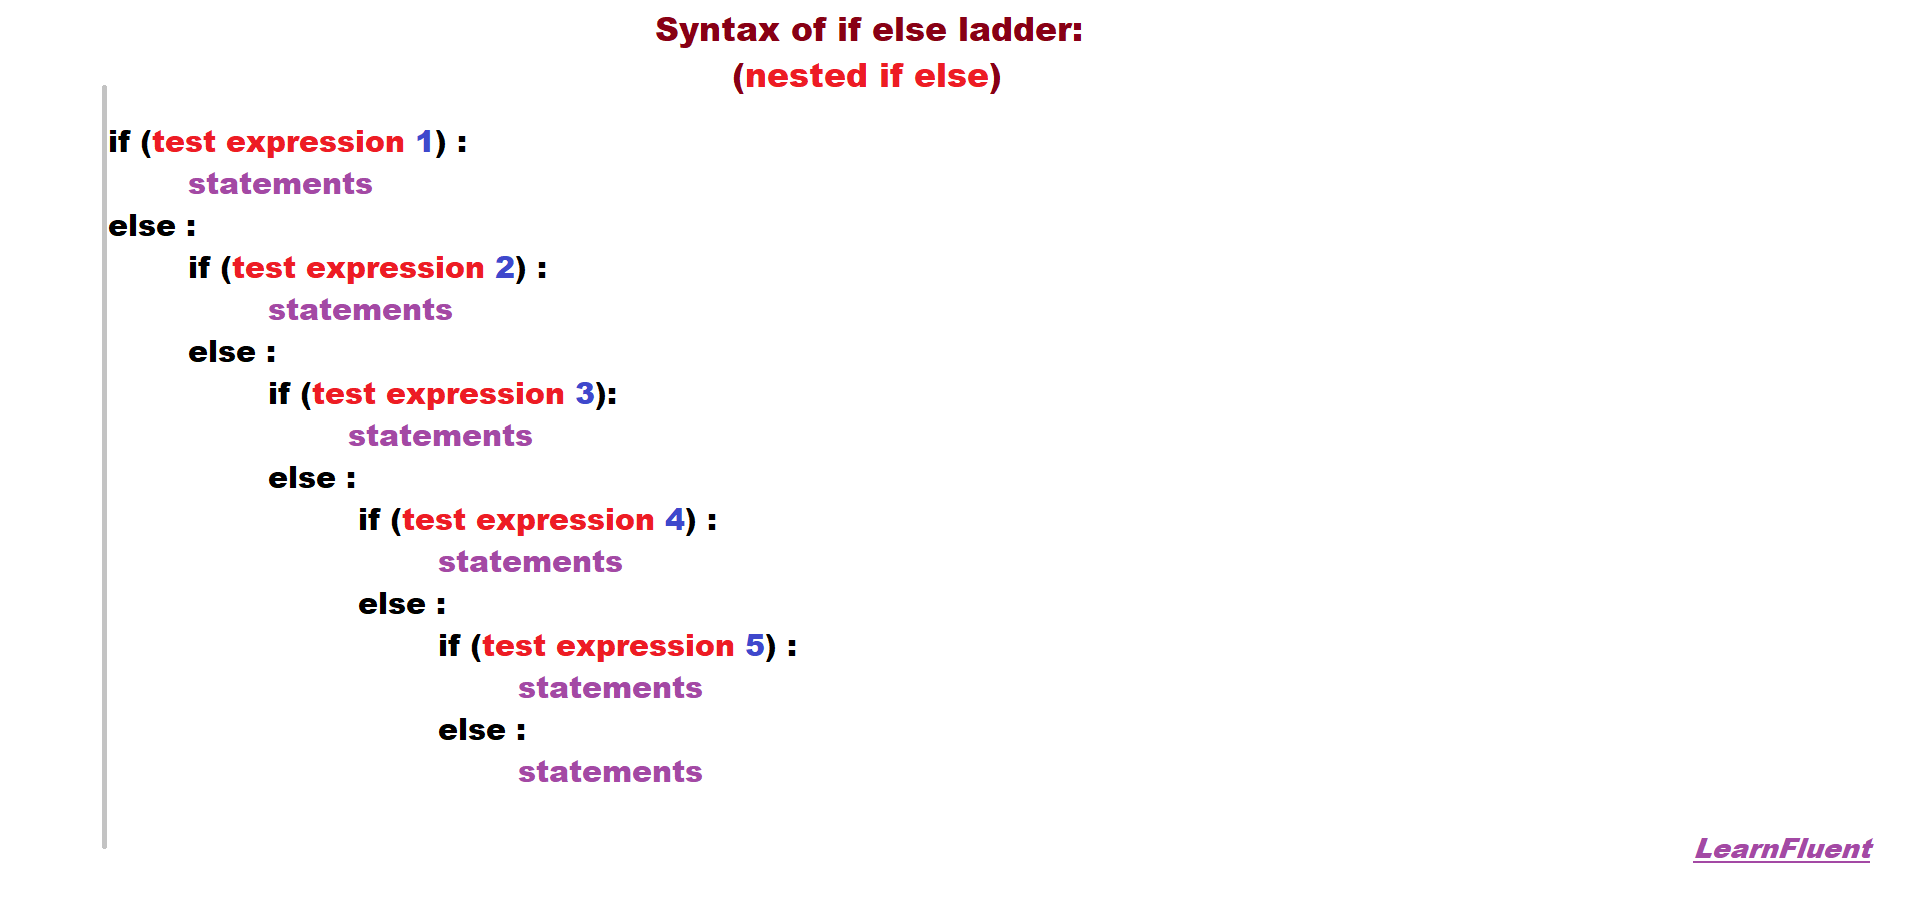 Syntax of if else ladder:
(nested if else)
if (test expression 1) :
statements
else :
if (test expression 2) :
statements
else :
if (test expression 3):
statements
else :
if (test expression 4) :
statements
else :
if (test expression 5) :
statements
else :
statements
LearnFluent